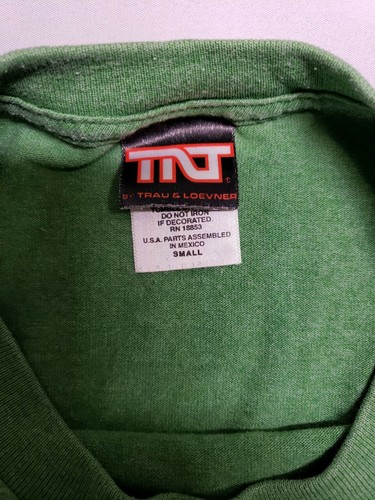 TNT
BY TRAU & LOEVNER
DO NOT IRON
IF DECORATED.
RN 18853
U.S.A. PARTS ASSEMBLED
IN MEXICO
SMALL